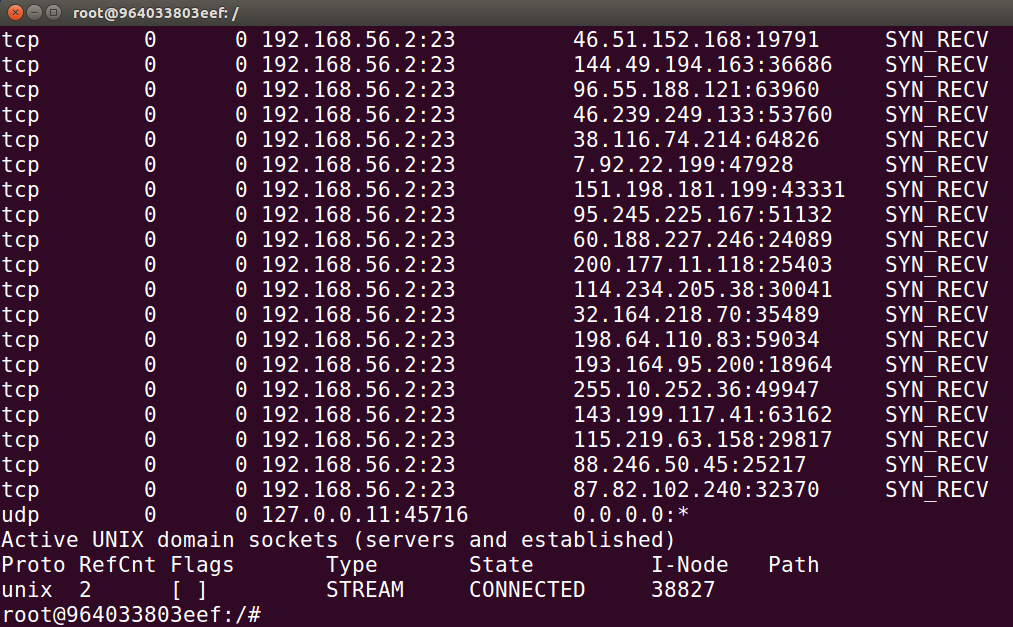 root@964033803eef: /
tcp        0      0 192.168.56.2:23         46.51.152.168:19791     SYN_RECV
tcp        0      0 192.168.56.2:23         144.49.194.163:36686    SYN_RECV
tcp        0      0 192.168.56.2:23         96.55.188.121:63960     SYN_RECV
tcp        0      0 192.168.56.2:23         46.239.249.133:53760    SYN_RECV
tcp        0      0 192.168.56.2:23         38.116.74.214:64826     SYN_RECV
tcp        0      0 192.168.56.2:23         7.92.22.199:47928       SYN_RECV
tcp        0      0 192.168.56.2:23         151.198.181.199:43331   SYN_RECV
tcp        0      0 192.168.56.2:23         95.245.225.167:51132    SYN_RECV
tcp        0      0 192.168.56.2:23         60.188.227.246:24089    SYN_RECV
tcp        0      0 192.168.56.2:23         200.177.11.118:25403    SYN_RECV
tcp        0      0 192.168.56.2:23         114.234.205.38:30041    SYN_RECV
tcp        0      0 192.168.56.2:23         32.164.218.70:35489     SYN_RECV
tcp        0      0 192.168.56.2:23         198.64.110.83:59034     SYN_RECV
tcp        0      0 192.168.56.2:23         193.164.95.200:18964    SYN_RECV
tcp        0      0 192.168.56.2:23         255.10.252.36:49947     SYN_RECV
tcp        0      0 192.168.56.2:23         143.199.117.41:63162    SYN_RECV
tcp        0      0 192.168.56.2:23         115.219.63.158:29817    SYN_RECV
tcp        0      0 192.168.56.2:23         88.246.50.45:25217      SYN_RECV
tcp        0      0 192.168.56.2:23         87.82.102.240:32370     SYN_RECV
udp        0      0 127.0.0.11:45716        0.0.0.0:*
Active UNIX domain sockets (servers and established)
Proto RefCnt Flags       Type       State         I-Node   Path
unix  2      [ ]         STREAM     CONNECTED     38827
root@964033803eef:/#